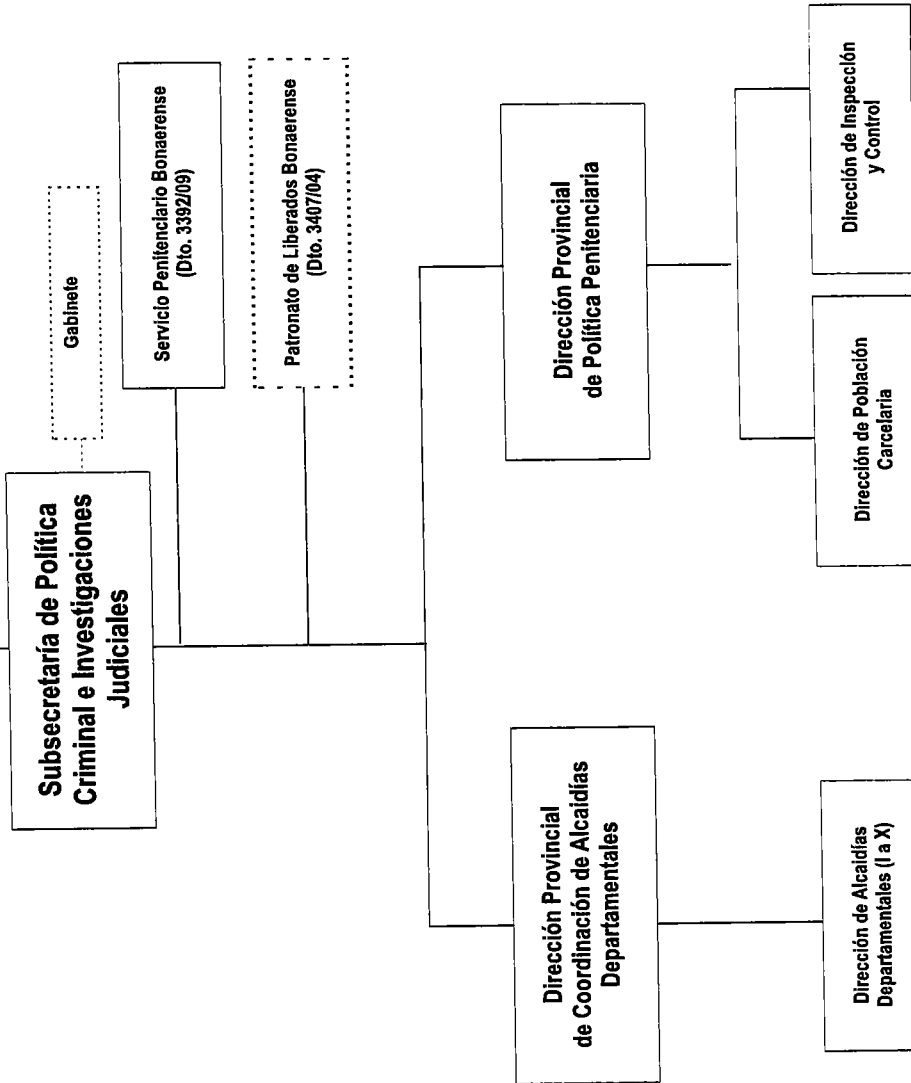 Subsecretaría de Política
Criminal e Investigaciones
Judiciales
Gabinete
Servicio Penitenciario Bonaerense
(Dto. 3392/09)
Patronato de Liberados Bonaerense
(Dto. 3407/04)
Dirección Provincial
de Coordinación de Alcaidías
Departamentales
Dirección Provincial
de Política Penitenciaria
Dirección de Alcaidías
Departamentales (I a X)
Dirección de Población
Carcelaria
Dirección de Inspección
y Control